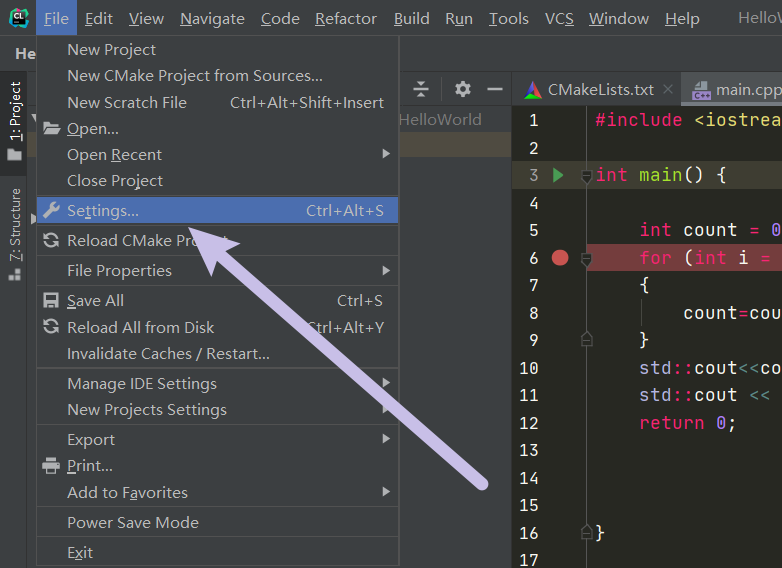 CL File Edit View Navigate Code Refactor Build Run Tools VCS Window Help
He
1: Project
7: Structure
New Project
New CMake Project from Sources...
New Scratch File Ctrl+Alt+Shift+Insert
Open...
Open Recent
Close Project
Settings... Ctrl+Alt+S
Reload CMake
File Properties
Save All Ctrl+S
Reload All from Disk Ctrl+Alt+Y
Invalidate Caches / Restart...
Manage IDE Settings
New Projects Settings
Export
Print...
Add to Favorites
Power Save Mode
Exit
HelloWorld
CMakeLists.txt main.cpp
1 #include <iostrea
2
3 int main() {
4
5 int count = 0
6 for (int i =
7 {
8 count=cou
9 }
10 std::cout<<co
11 std::cout <<
12 return 0;
13
14
15
16 }
17